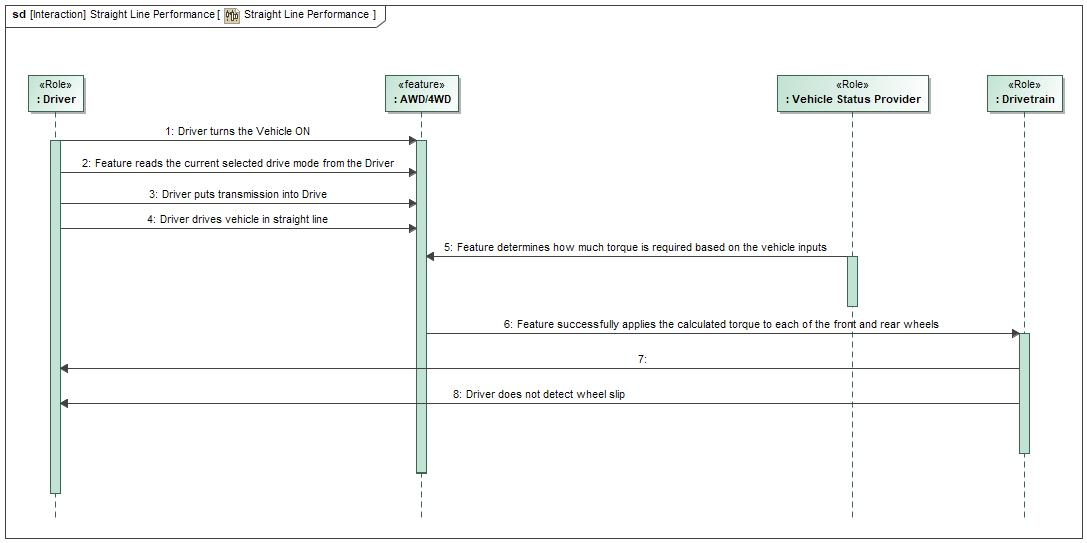 sd [Interaction] Straight Line Performance [ Straight Line Performance ]
«Role»
: Driver
«feature»
: AWD/4WD
«Role»
: Vehicle Status Provider
«Role»
: Drivetrain
1: Driver turns the Vehicle ON
2: Feature reads the current selected drive mode from the Driver
3: Driver puts transmission into Drive
4: Driver drives vehicle in straight line
5: Feature determines how much torque is required based on the vehicle inputs
6: Feature successfully applies the calculated torque to each of the front and rear wheels
7:
8: Driver does not detect wheel slip